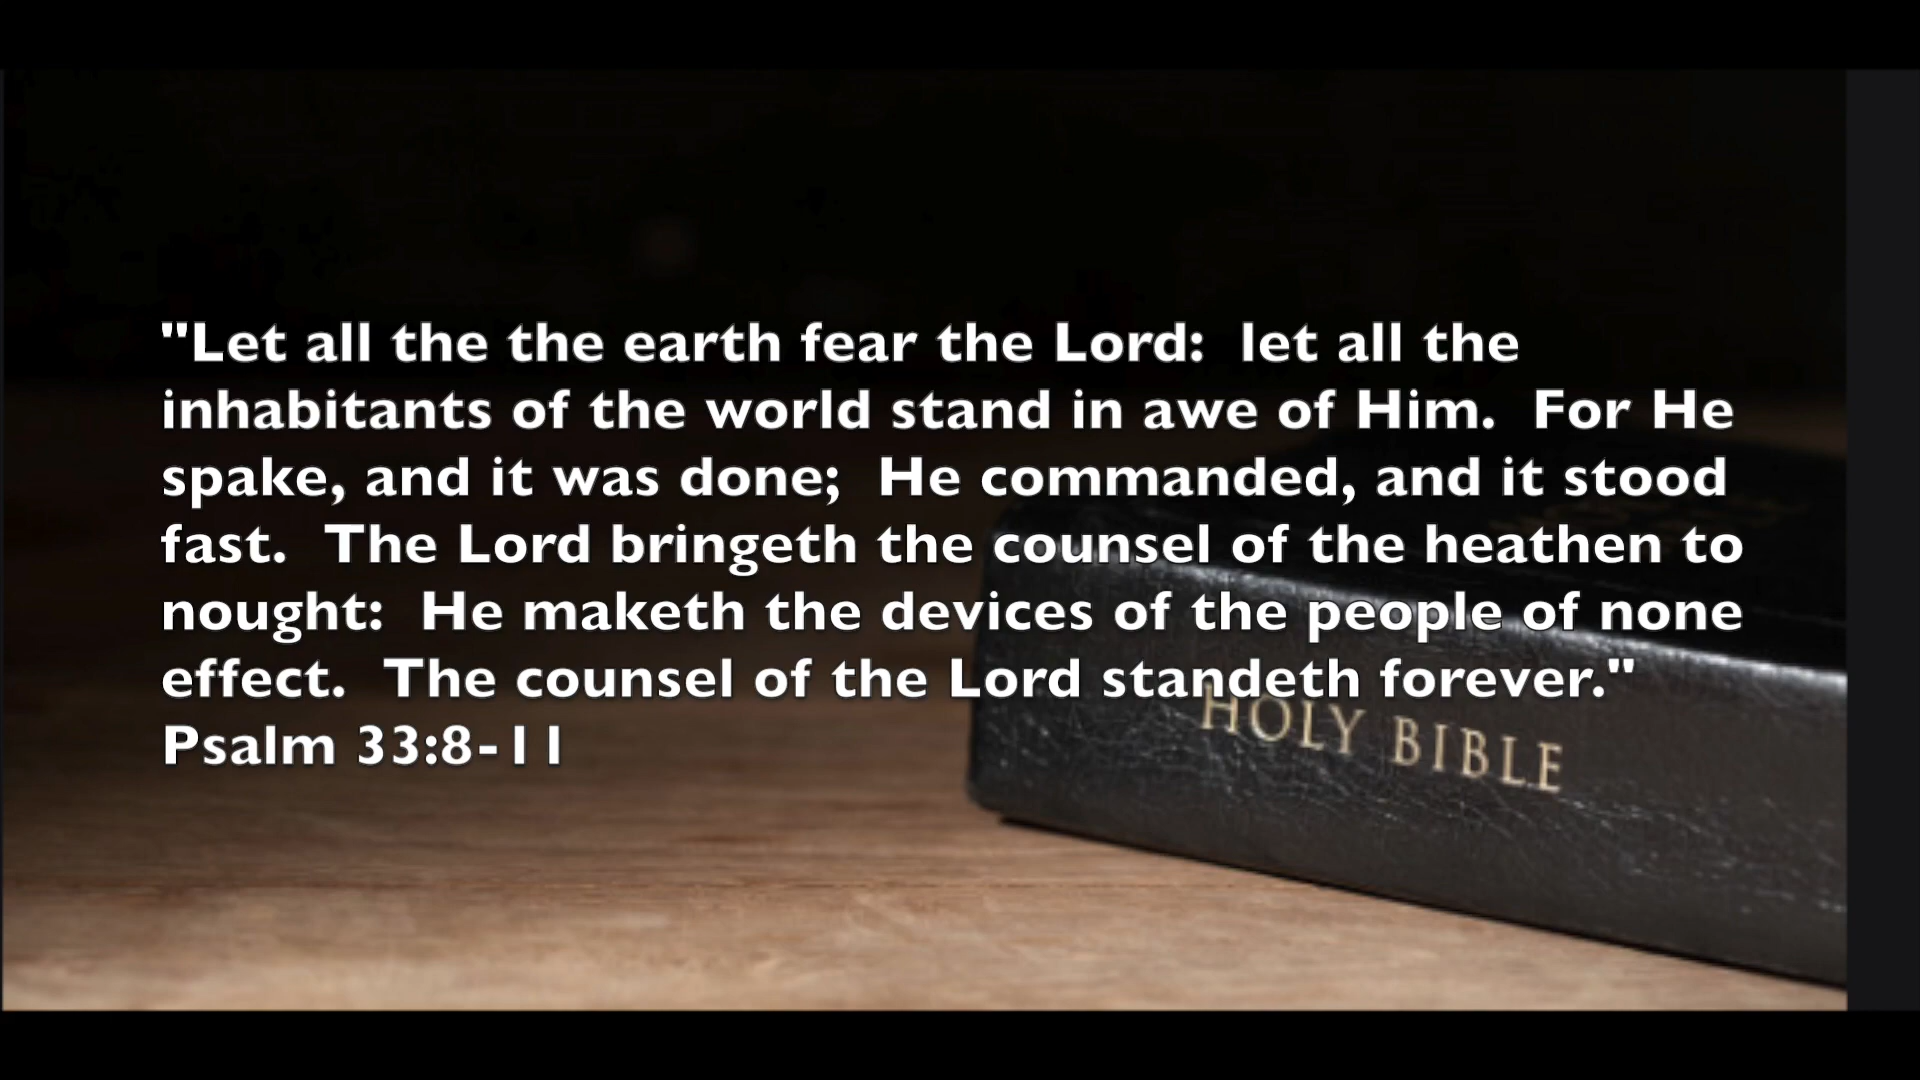 "Let all the the earth fear the Lord:  let all the
inhabitants of the world stand in awe of Him.  For He
spake, and it was done;  He commanded, and it stood
fast.  The Lord bringeth the counsel of the heathen to
nought:  He maketh the devices of the people of none
effect.  The counsel of the Lord standeth forever."
Psalm 33:8-11
HOLY BIBLE